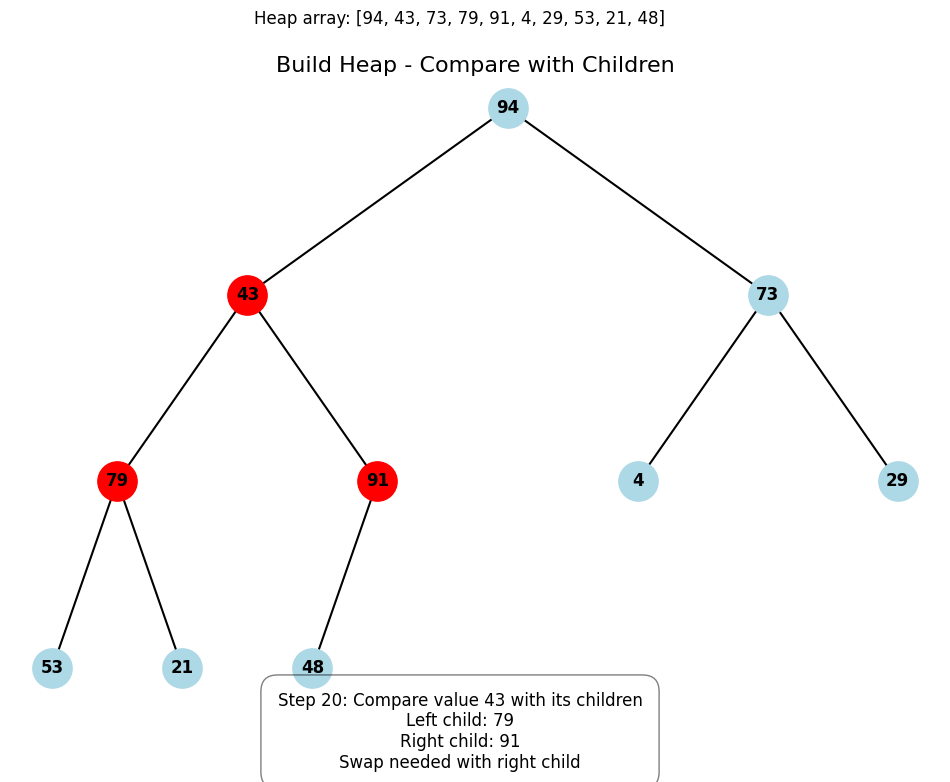 Heap array: [94, 43, 73, 79, 91, 4, 29, 53, 21, 48]
Build Heap - Compare with Children
94
43
73
79
91
4
29
53
21
48
Step 20: Compare value 43 with its children
Left child: 79
Right child: 91
Swap needed with right child